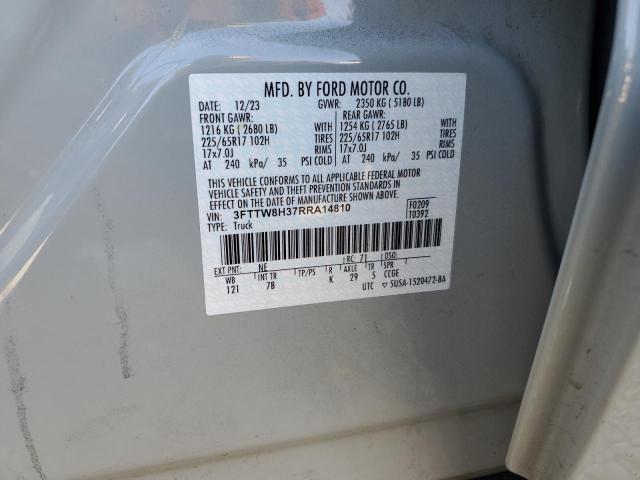 MFD. BY FORD MOTOR CO.
DATE: 12/23 GVWR: 2350 KG ( 5180 LB)
FRONT GAWR: REAR GAWR:
1216 KG ( 2680 LB) WITH 1254 KG ( 2765 LB) WITH
225/65R17 102H TIRES 225/65R17 102H TIRES
17x7.0J RIMS 17x7.0J RIMS
AT 240 kPa/ 35 PSI COLD AT 240 kPa/ 35 PSI COLD
THIS VEHICLE CONFORMS TO ALL APPLICABLE FEDERAL MOTOR
VEHICLE SAFETY AND THEFT PREVENTION STANDARDS IN
EFFECT ON THE DATE OF MANUFACTURE SHOWN ABOVE.
VIN: 3FTTW8H37RRA14810 F0209
TYPE: Truck T0392
EXT PNT: NE RC: 71 DSO:
WB INT TR TP/PS R AXLE TR SPR
121 7B K 29 5 CCGE
UTC ▽ 5U5A-1520472-BA